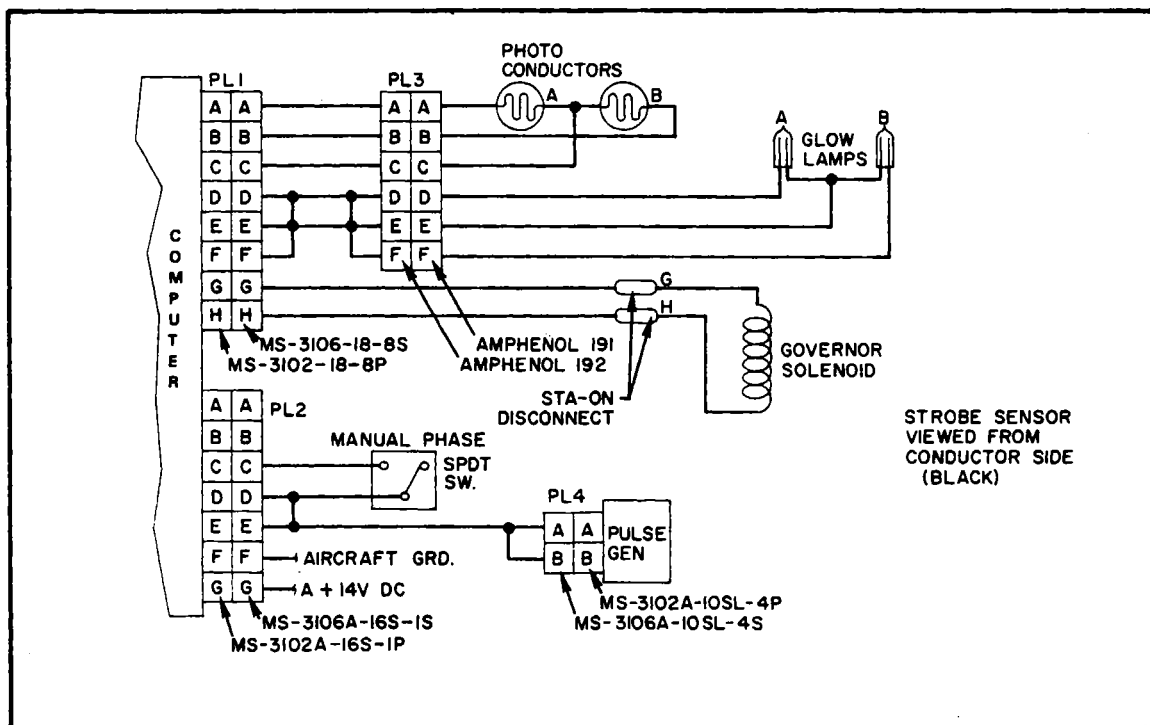 PHOTO
CONDUCTORS
PL1
PL3
A
B
A A
B B
C C
D D
E E
F F
G G
H H
A A
B B
C C
D D
E E
F F
A
B
GLOW
LAMPS
COMPUTER
G
H
MS-3106-18-8S
MS-3102-18-8P
AMPHENOL 191
AMPHENOL 192
GOVERNOR
SOLENOID
STA-ON
DISCONNECT
STROBE SENSOR
VIEWED FROM
CONDUCTOR SIDE
(BLACK)
PL2
A A
B B
C C
D D
E E
F F
G G
MANUAL PHASE
SPDT
SW.
PL4
A A
B B
PULSE
GEN
AIRCRAFT GRD.
A + 14V DC
MS-3102A-10SL-4P
MS-3106A-10SL-4S
MS-3106A-16S-1S
MS-3102A-16S-1P